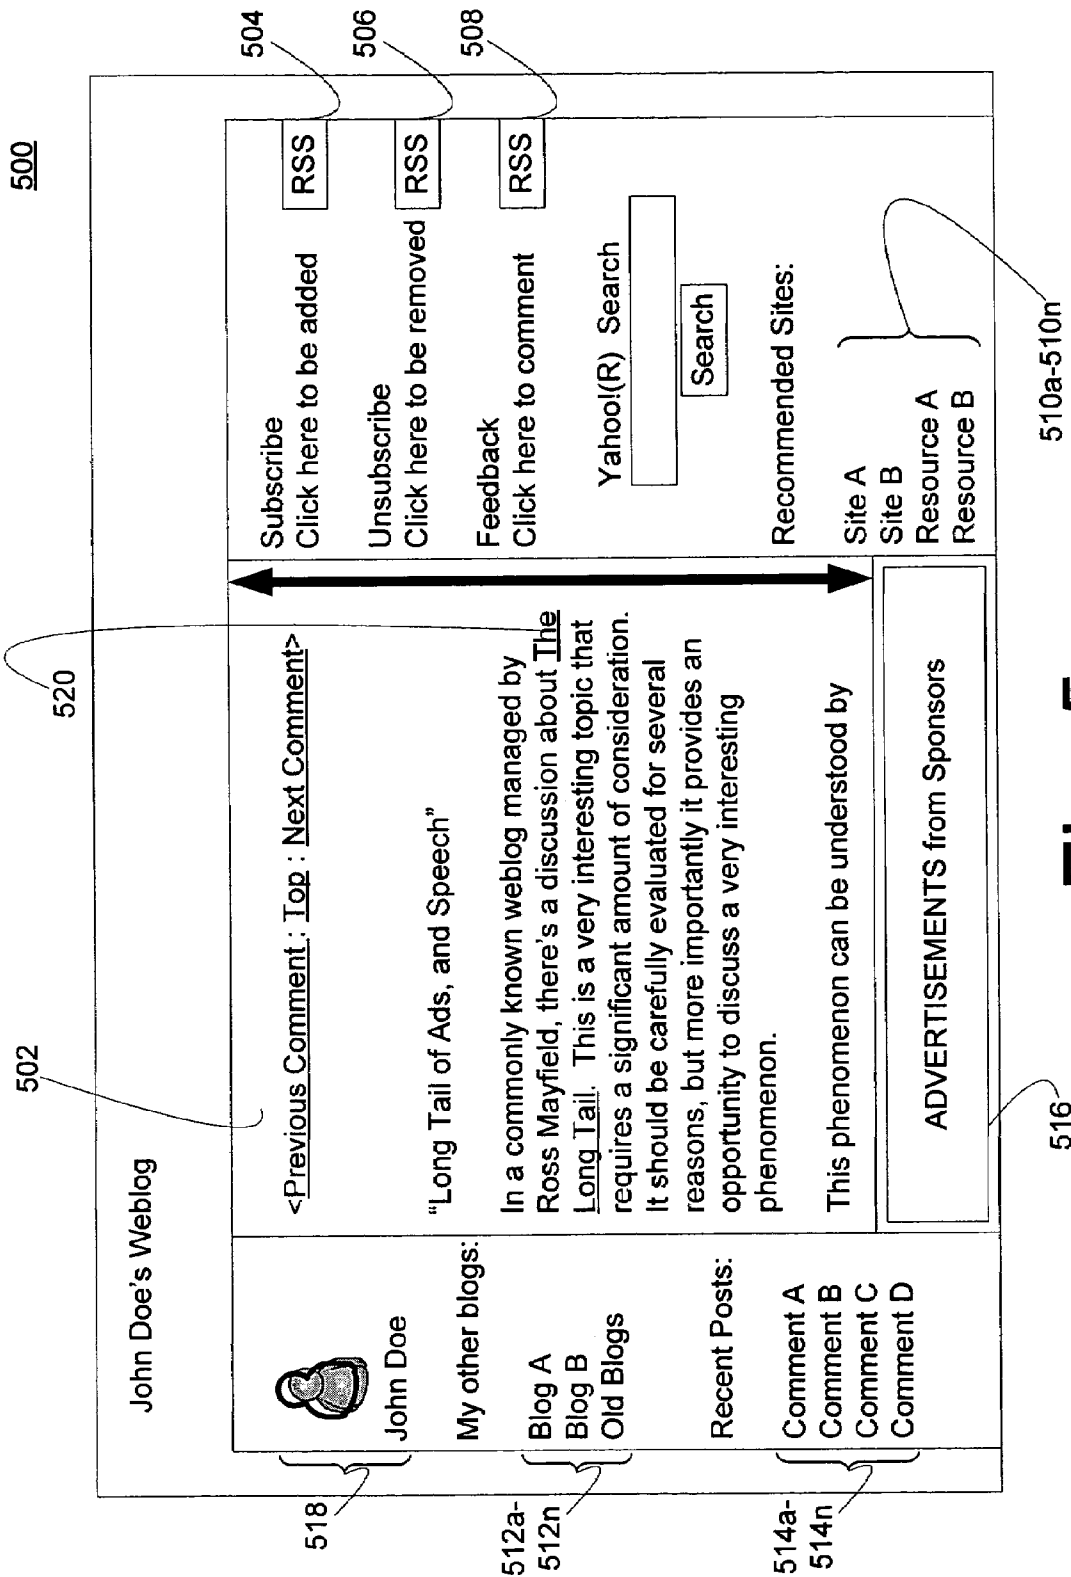 500
John Doe's Weblog
502
520
504
506
508
518
John Doe
My other blogs:
512a-
512n
Blog A
Blog B
Old Blogs
Recent Posts:
514a-
514n
Comment A
Comment B
Comment C
Comment D
<Previous Comment : Top : Next Comment>
“Long Tail of Ads, and Speech”
In a commonly known weblog managed by
Ross Mayfield, there's a discussion about The
Long Tail. This is a very interesting topic that
requires a significant amount of consideration.
It should be carefully evaluated for several
reasons, but more importantly it provides an
opportunity to discuss a very interesting
phenomenon.
This phenomenon can be understood by
ADVERTISEMENTS from Sponsors
516
Subscribe
Click here to be added
RSS
Unsubscribe
Click here to be removed
RSS
Feedback
Click here to comment
RSS
Yahoo!(R) Search
Search
Recommended Sites:
Site A
Site B
Resource A
Resource B
510a-510n